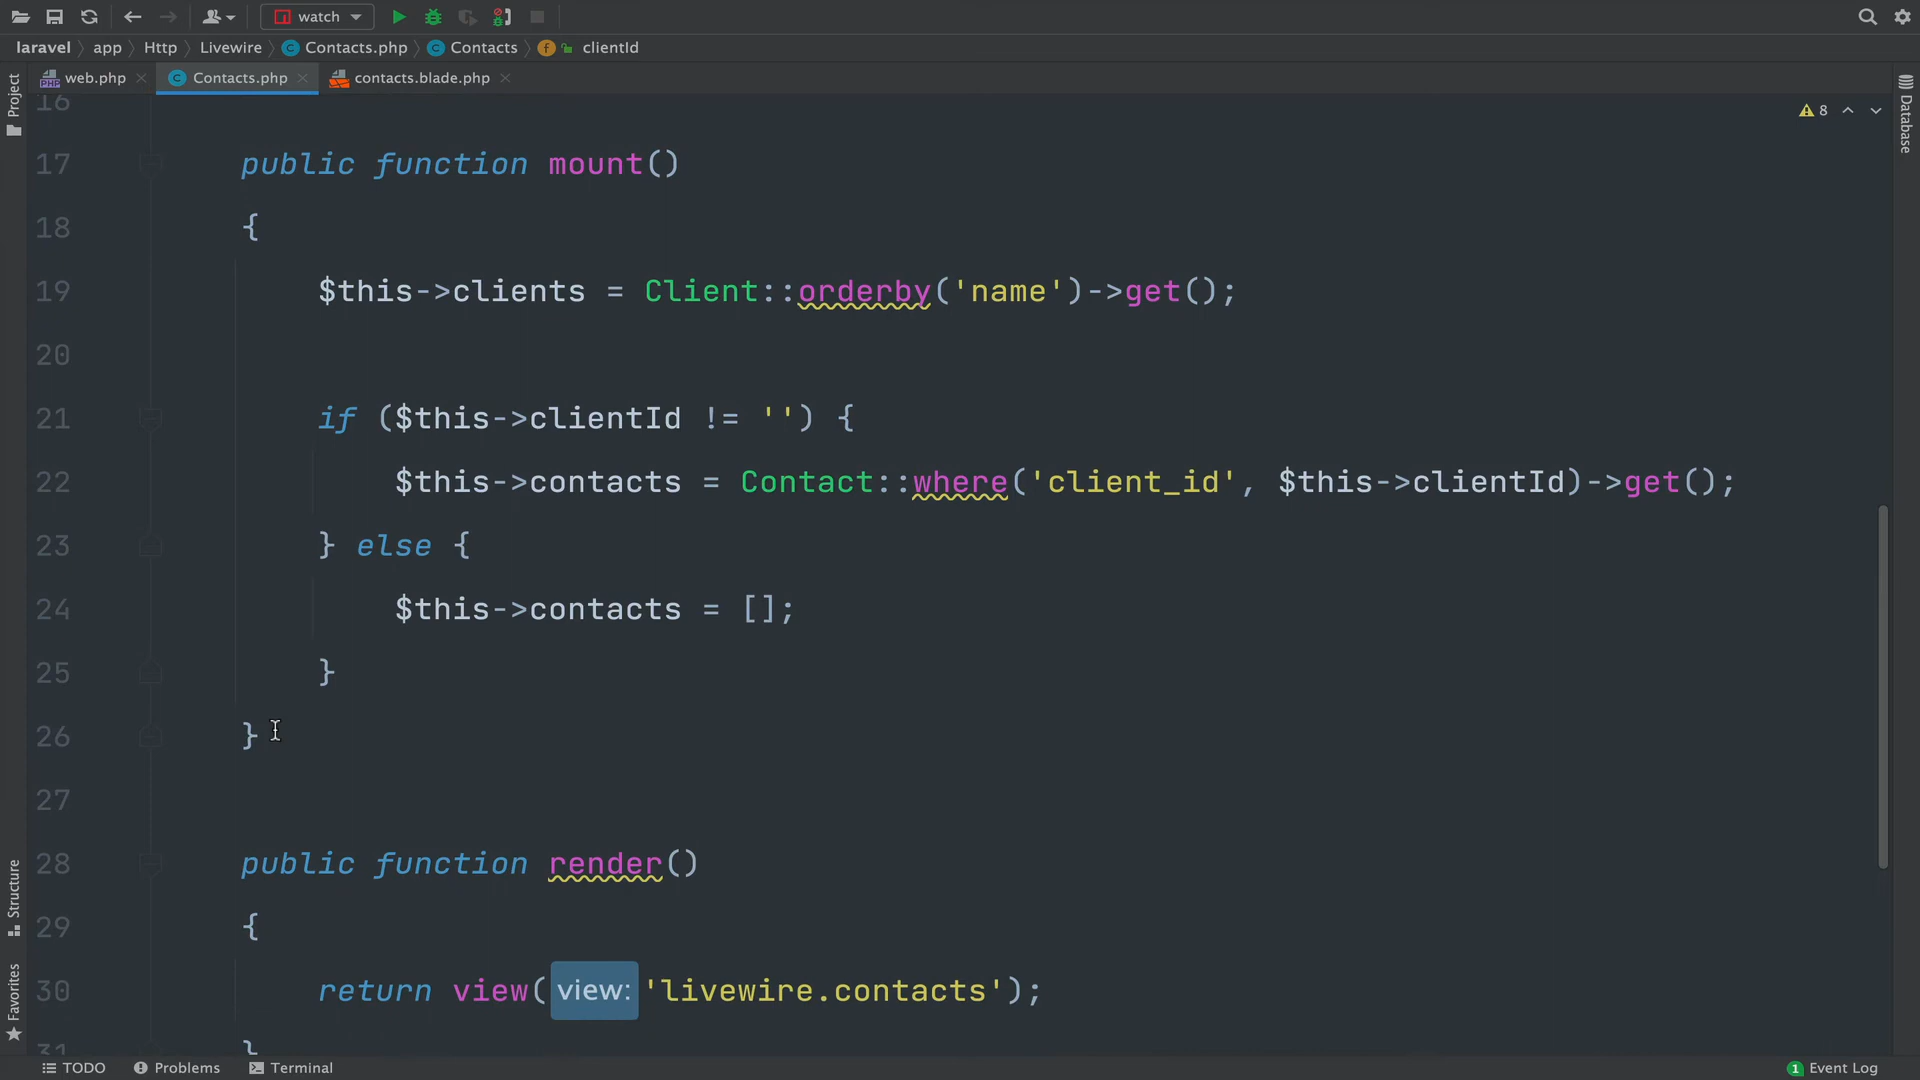 watch
laravel app Http Livewire Contacts.php Contacts clientId
web.php Contacts.php contacts.blade.php
Project
Database
8
16
17 public function mount()
18 {
19 $this->clients = Client::orderby('name')->get();
20
21 if ($this->clientId != '') {
22 $this->contacts = Contact::where('client_id', $this->clientId)->get();
23 } else {
24 $this->contacts = [];
25 }
26 }
27
28 public function render()
29 {
30 return view( view: 'livewire.contacts');
31 }
Structure
Favorites
TODO Problems Terminal 1 Event Log